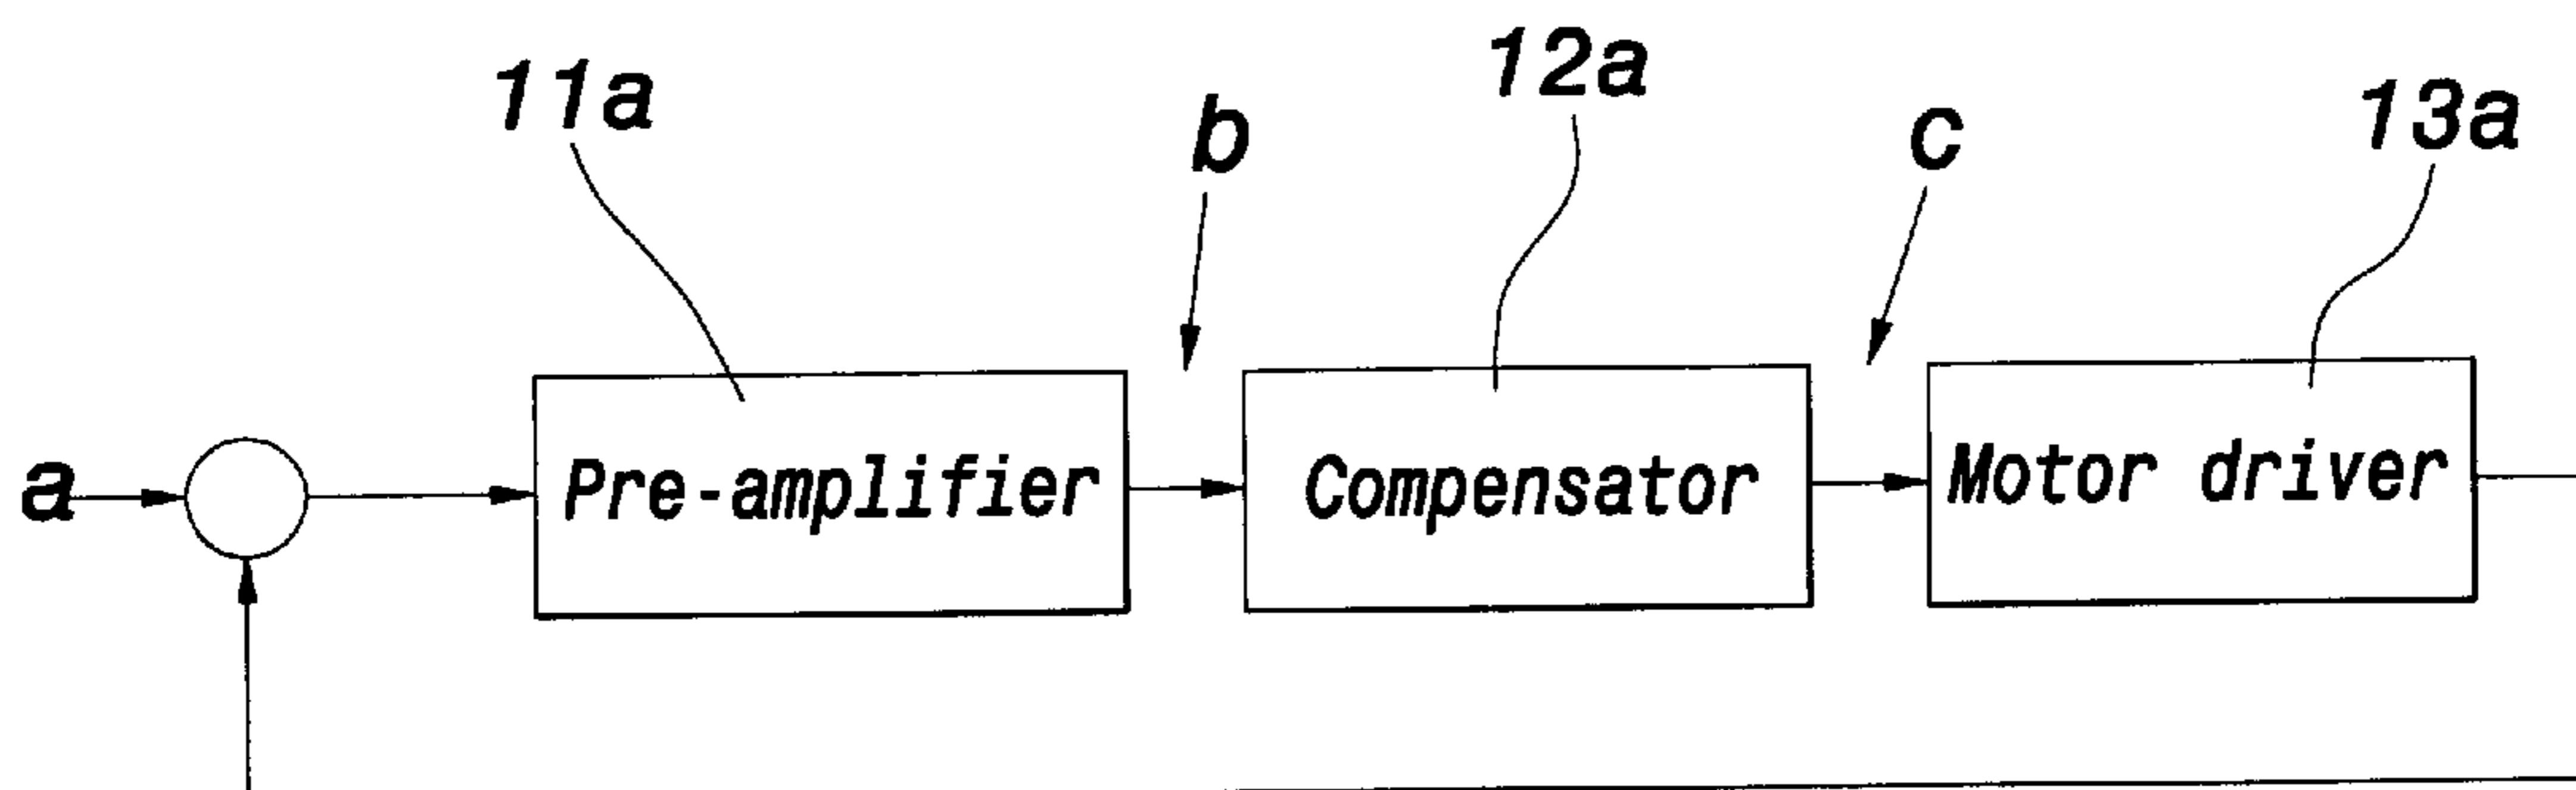 11a
b
12a
c
13a
a
Pre-amplifier
Compensator
Motor driver